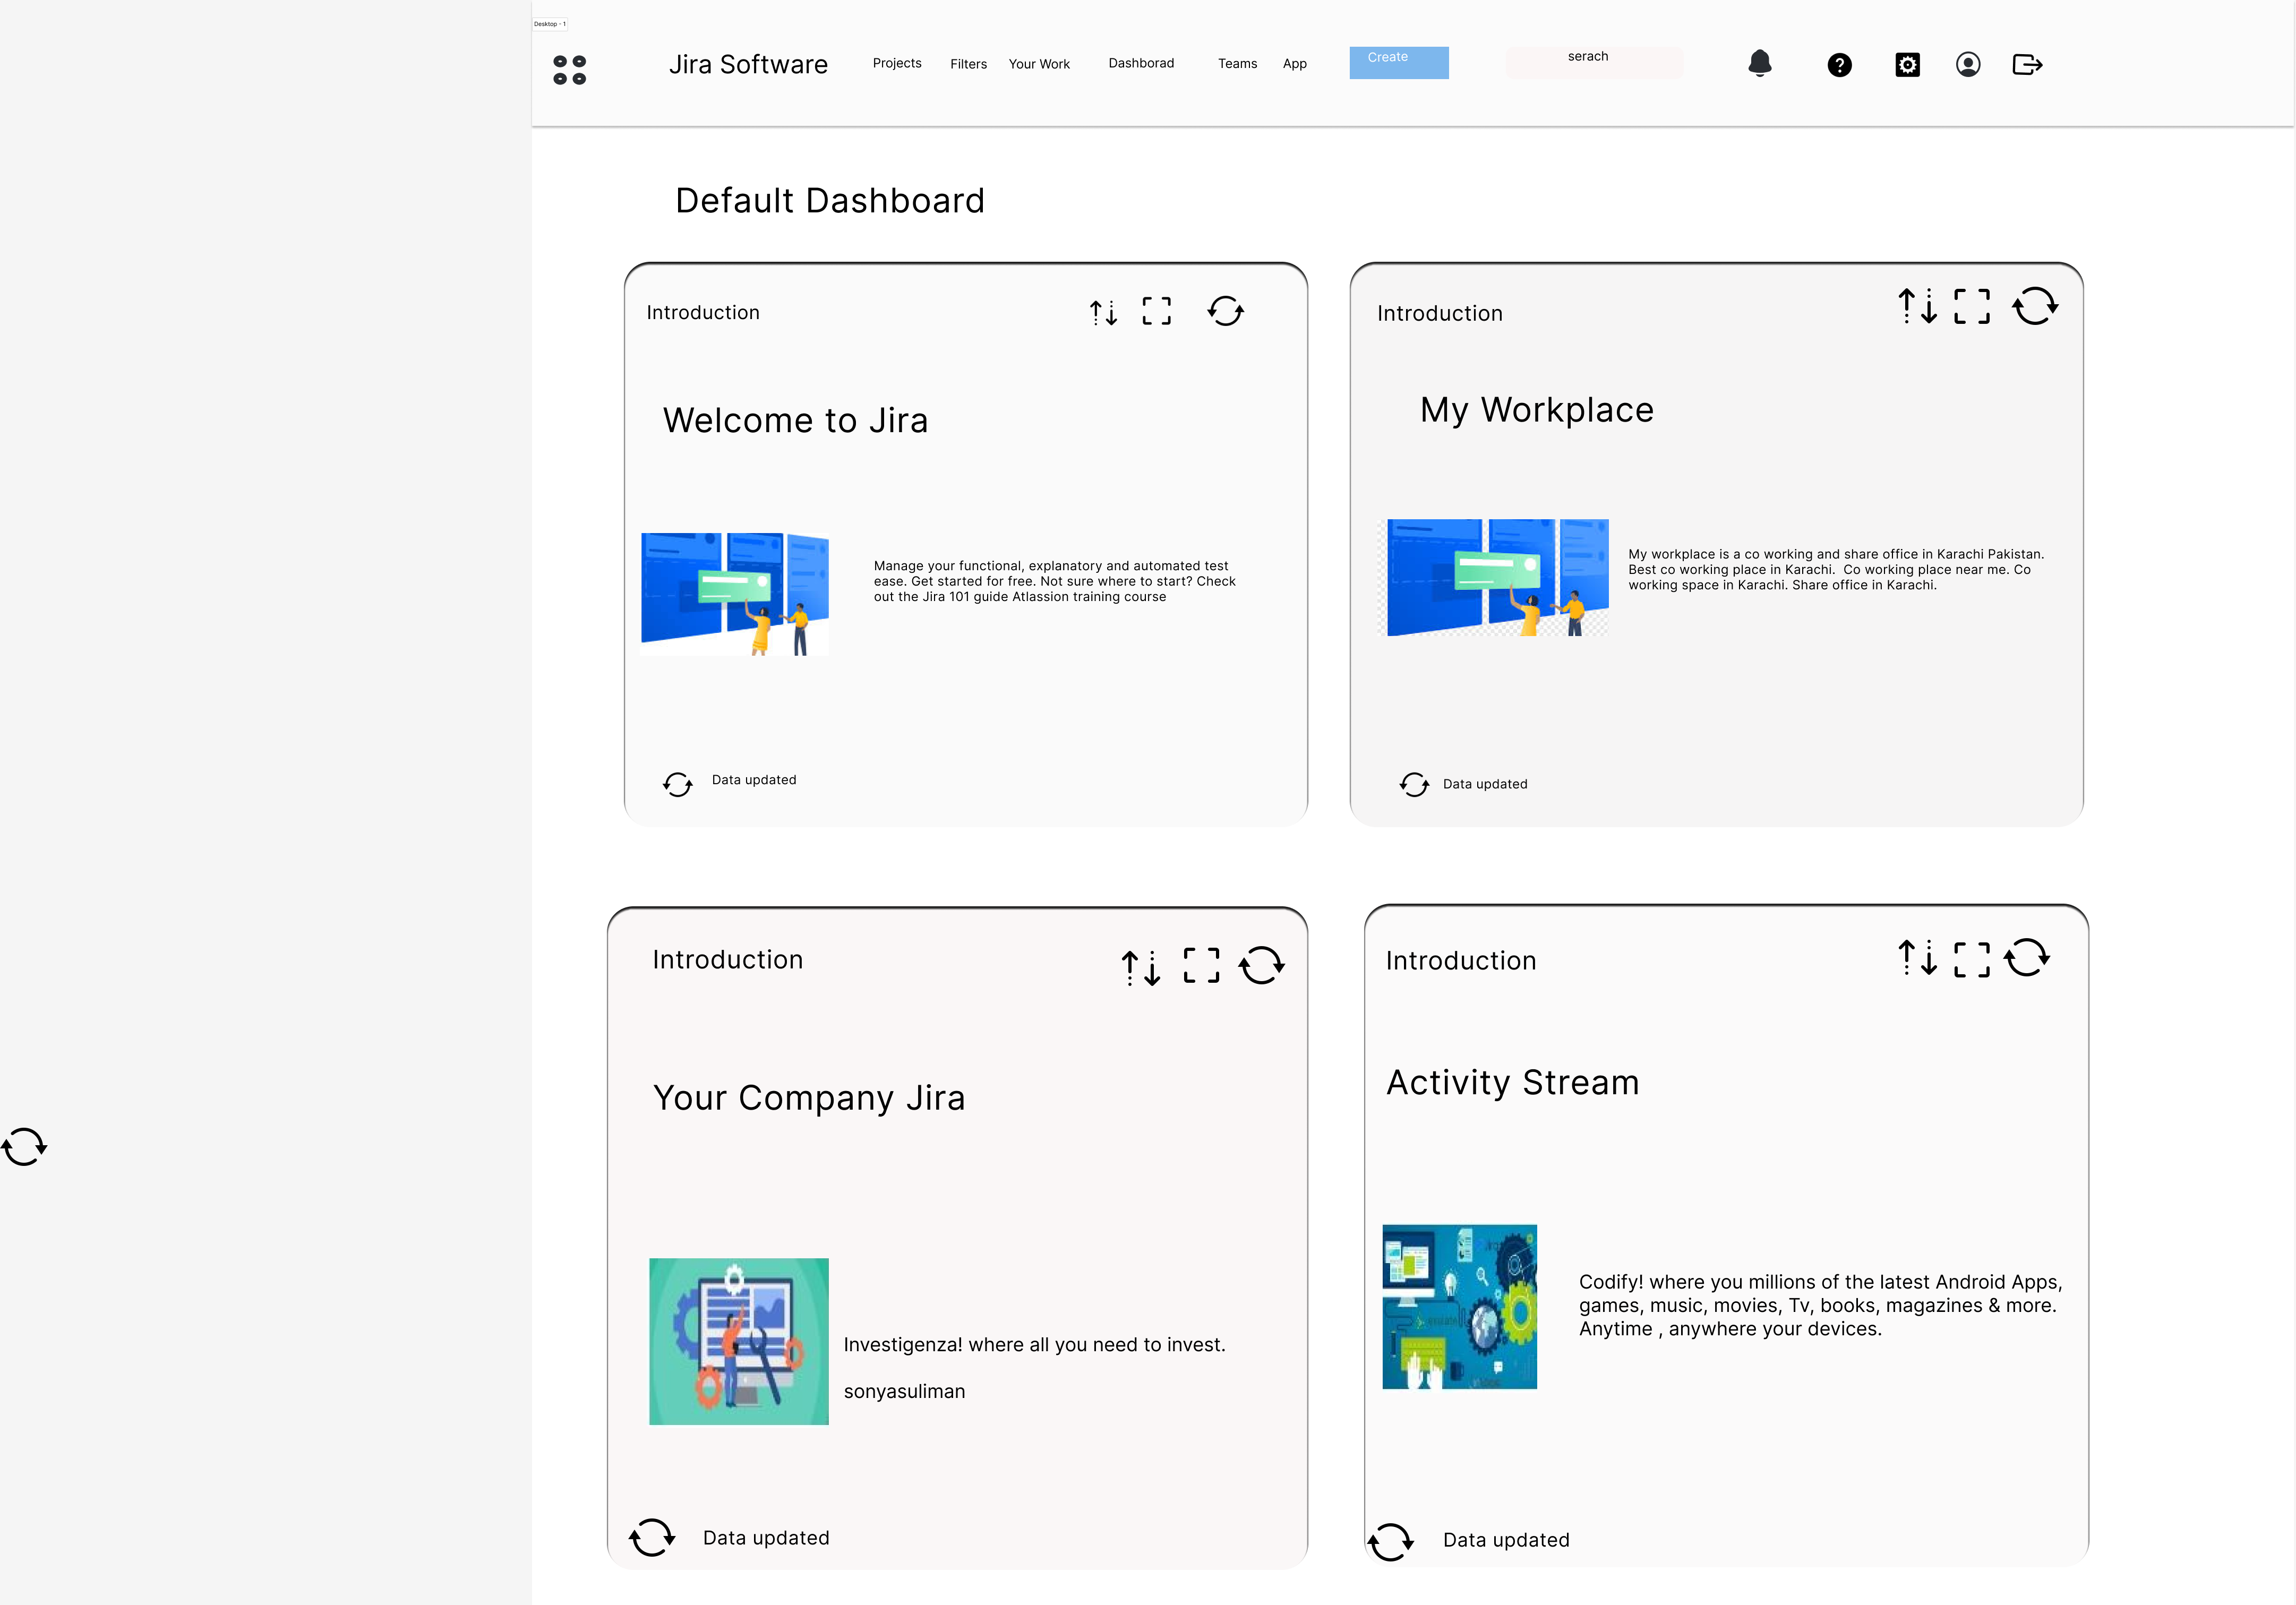 Desktop - 1
Jira Software
Projects
Filters
Your Work
Dashborad
Teams
App
Create
serach
Default Dashboard
Introduction
Welcome to Jira
Manage your functional, explanatory and automated test
ease. Get started for free. Not sure where to start? Check
out the Jira 101 guide Atlassion training course
Data updated
Introduction
My Workplace
My workplace is a co working and share office in Karachi Pakistan.
Best co working place in Karachi.  Co working place near me. Co
working space in Karachi. Share office in Karachi.
Data updated
Introduction
Your Company Jira
Investigenza! where all you need to invest.
sonyasuliman
Data updated
Introduction
Activity Stream
Codify! where you millions of the latest Android Apps,
games, music, movies, Tv, books, magazines & more.
Anytime , anywhere your devices.
Data updated